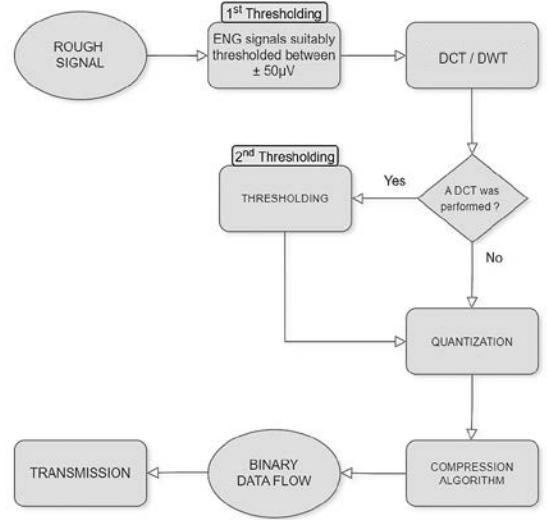 1st Thresholding
ROUGH
SIGNAL
ENG signals suitably
thresholded between
± 50µV
DCT / DWT
2nd Thresholding
THRESHOLDING
Yes
A DCT was
performed ?
No
QUANTIZATION
TRANSMISSION
BINARY
DATA FLOW
COMPRESSION
ALGORITHM